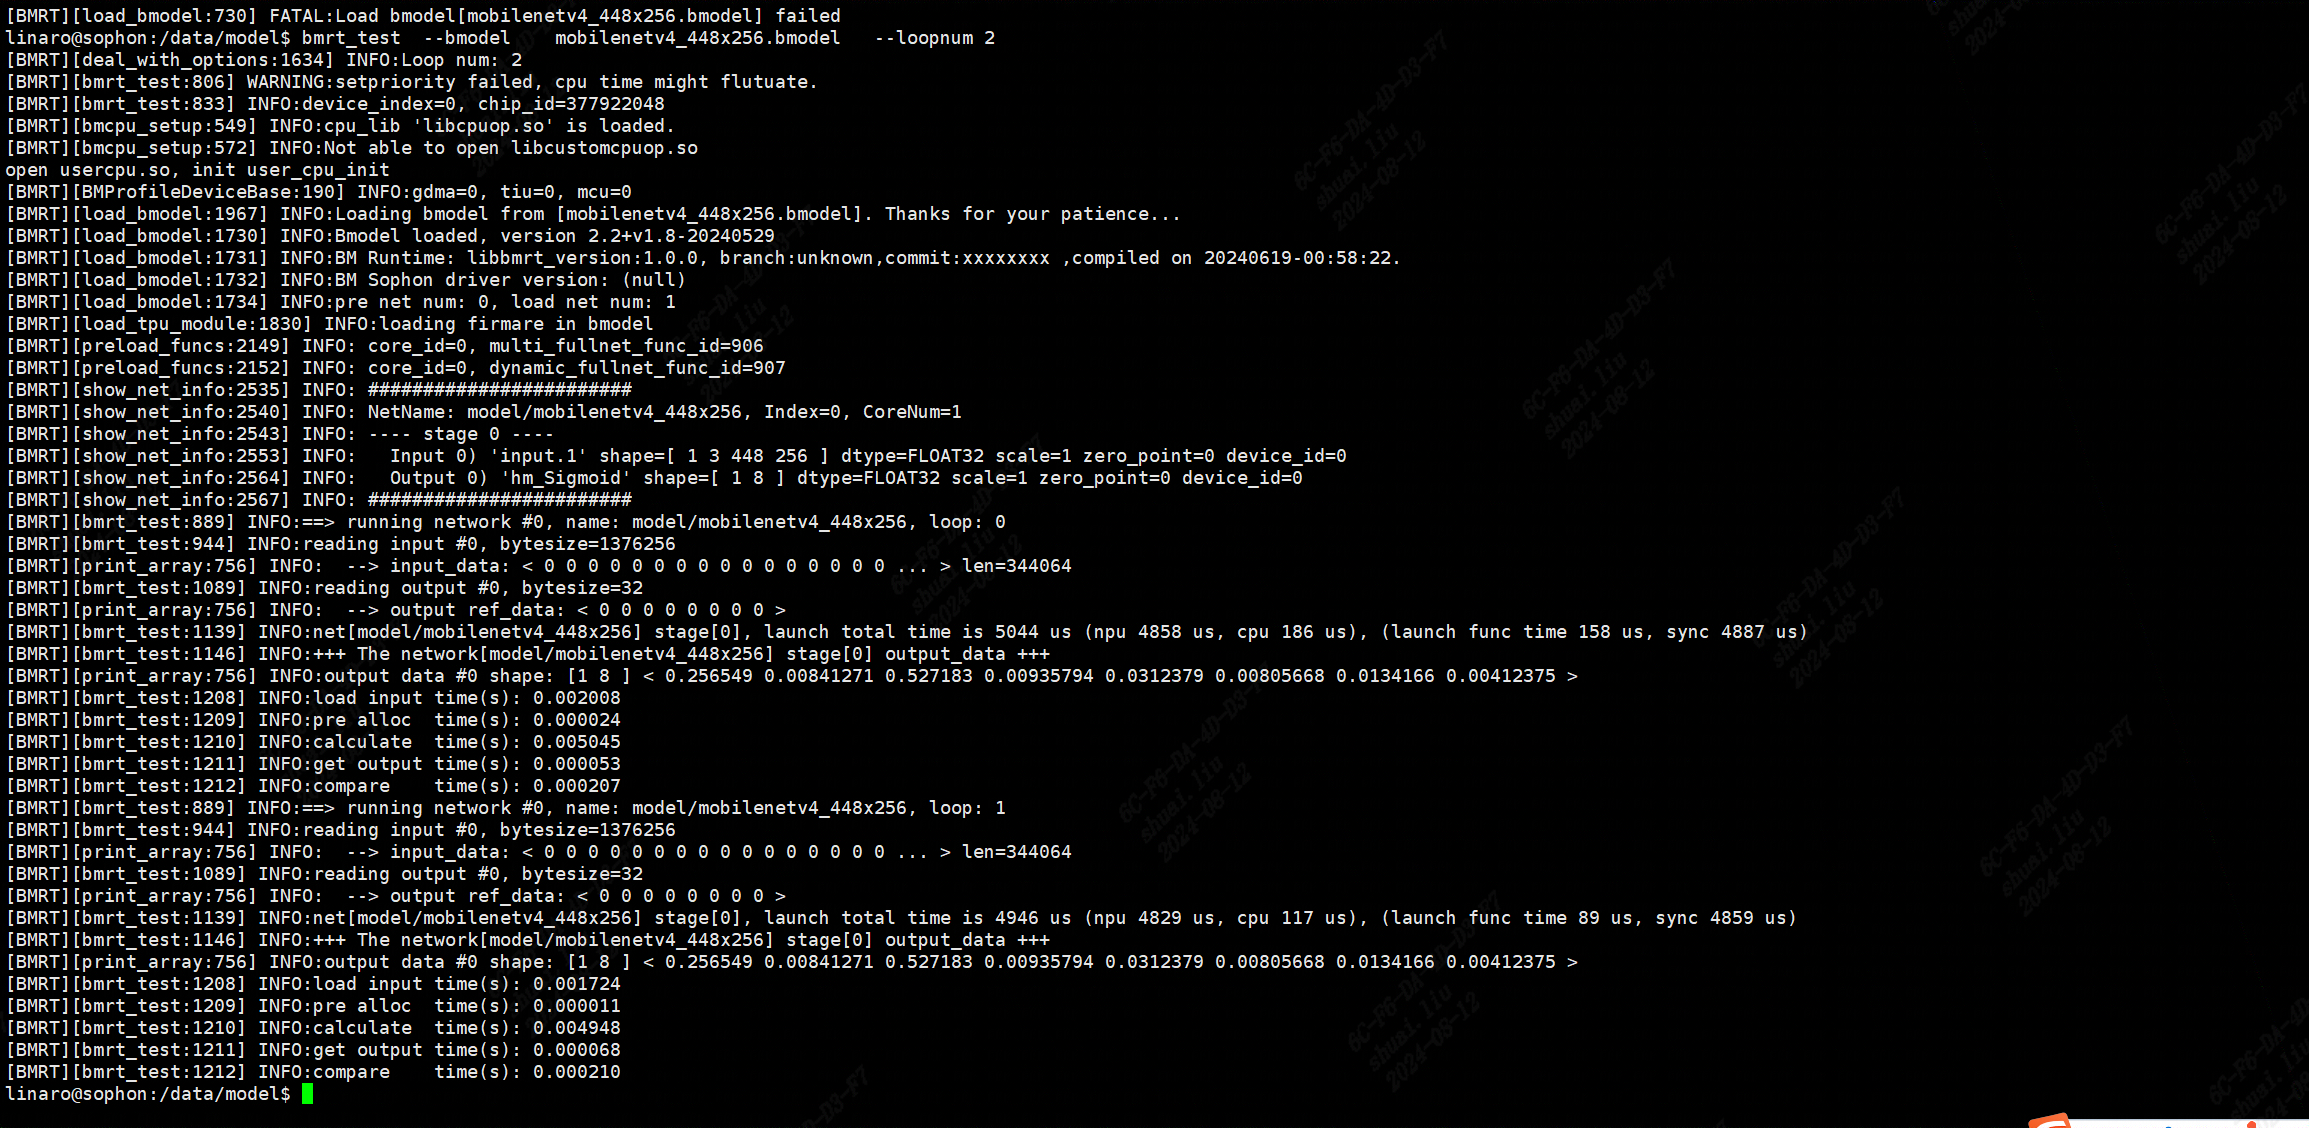 [BMRT][load_bmodel:730] FATAL:Load bmodel[mobilenetv4_448x256.bmodel] failed
linaro@sophon:/data/model$ bmrt_test  --bmodel    mobilenetv4_448x256.bmodel   --loopnum 2
[BMRT][deal_with_options:1634] INFO:Loop num: 2
[BMRT][bmrt_test:806] WARNING:setpriority failed, cpu time might flutuate.
[BMRT][bmrt_test:833] INFO:device_index=0, chip_id=377922048
[BMRT][bmcpu_setup:549] INFO:cpu_lib 'libcpuop.so' is loaded.
[BMRT][bmcpu_setup:572] INFO:Not able to open libcustomcpuop.so
open usercpu.so, init user_cpu_init
[BMRT][BMProfileDeviceBase:190] INFO:gdma=0, tiu=0, mcu=0
[BMRT][load_bmodel:1967] INFO:Loading bmodel from [mobilenetv4_448x256.bmodel]. Thanks for your patience...
[BMRT][load_bmodel:1730] INFO:Bmodel loaded, version 2.2+v1.8-20240529
[BMRT][load_bmodel:1731] INFO:BM Runtime: libbmrt_version:1.0.0, branch:unknown,commit:xxxxxxxx ,compiled on 20240619-00:58:22.
[BMRT][load_bmodel:1732] INFO:BM Sophon driver version: (null)
[BMRT][load_bmodel:1734] INFO:pre net num: 0, load net num: 1
[BMRT][load_tpu_module:1830] INFO:loading firmare in bmodel
[BMRT][preload_funcs:2149] INFO: core_id=0, multi_fullnet_func_id=906
[BMRT][preload_funcs:2152] INFO: core_id=0, dynamic_fullnet_func_id=907
[BMRT][show_net_info:2535] INFO: ########################
[BMRT][show_net_info:2540] INFO: NetName: model/mobilenetv4_448x256, Index=0, CoreNum=1
[BMRT][show_net_info:2543] INFO: ---- stage 0 ----
[BMRT][show_net_info:2553] INFO:   Input 0) 'input.1' shape=[ 1 3 448 256 ] dtype=FLOAT32 scale=1 zero_point=0 device_id=0
[BMRT][show_net_info:2564] INFO:   Output 0) 'hm_Sigmoid' shape=[ 1 8 ] dtype=FLOAT32 scale=1 zero_point=0 device_id=0
[BMRT][show_net_info:2567] INFO: ########################
[BMRT][bmrt_test:889] INFO:==> running network #0, name: model/mobilenetv4_448x256, loop: 0
[BMRT][bmrt_test:944] INFO:reading input #0, bytesize=1376256
[BMRT][print_array:756] INFO:  --> input_data: < 0 0 0 0 0 0 0 0 0 0 0 0 0 0 0 0 ... > len=344064
[BMRT][bmrt_test:1089] INFO:reading output #0, bytesize=32
[BMRT][print_array:756] INFO:  --> output ref_data: < 0 0 0 0 0 0 0 0 >
[BMRT][bmrt_test:1139] INFO:net[model/mobilenetv4_448x256] stage[0], launch total time is 5044 us (npu 4858 us, cpu 186 us), (launch func time 158 us, sync 4887 us)
[BMRT][bmrt_test:1146] INFO:+++ The network[model/mobilenetv4_448x256] stage[0] output_data +++
[BMRT][print_array:756] INFO:output data #0 shape: [1 8 ] < 0.256549 0.00841271 0.527183 0.00935794 0.0312379 0.00805668 0.0134166 0.00412375 >
[BMRT][bmrt_test:1208] INFO:load input time(s): 0.002008
[BMRT][bmrt_test:1209] INFO:pre alloc  time(s): 0.000024
[BMRT][bmrt_test:1210] INFO:calculate  time(s): 0.005045
[BMRT][bmrt_test:1211] INFO:get output time(s): 0.000053
[BMRT][bmrt_test:1212] INFO:compare    time(s): 0.000207
[BMRT][bmrt_test:889] INFO:==> running network #0, name: model/mobilenetv4_448x256, loop: 1
[BMRT][bmrt_test:944] INFO:reading input #0, bytesize=1376256
[BMRT][print_array:756] INFO:  --> input_data: < 0 0 0 0 0 0 0 0 0 0 0 0 0 0 0 0 ... > len=344064
[BMRT][bmrt_test:1089] INFO:reading output #0, bytesize=32
[BMRT][print_array:756] INFO:  --> output ref_data: < 0 0 0 0 0 0 0 0 >
[BMRT][bmrt_test:1139] INFO:net[model/mobilenetv4_448x256] stage[0], launch total time is 4946 us (npu 4829 us, cpu 117 us), (launch func time 89 us, sync 4859 us)
[BMRT][bmrt_test:1146] INFO:+++ The network[model/mobilenetv4_448x256] stage[0] output_data +++
[BMRT][print_array:756] INFO:output data #0 shape: [1 8 ] < 0.256549 0.00841271 0.527183 0.00935794 0.0312379 0.00805668 0.0134166 0.00412375 >
[BMRT][bmrt_test:1208] INFO:load input time(s): 0.001724
[BMRT][bmrt_test:1209] INFO:pre alloc  time(s): 0.000011
[BMRT][bmrt_test:1210] INFO:calculate  time(s): 0.004948
[BMRT][bmrt_test:1211] INFO:get output time(s): 0.000068
[BMRT][bmrt_test:1212] INFO:compare    time(s): 0.000210
linaro@sophon:/data/model$
6C-F6-DA-4D-D3-F7
shuai.liu
2024-08-12